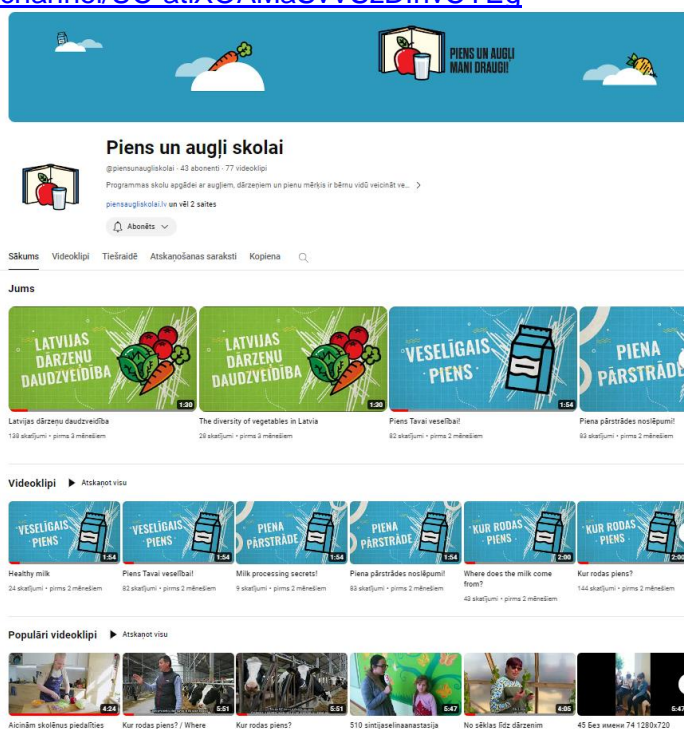 PIENS UN AUGĻI
MANI DRAUGI!
Piens un augļi skolai
@piensunaugliskolai · 43 abonenti · 77 videoklipi
Programmas skolu apgādei ar augļiem, dārzeņiem un pienu mērķis ir bērnu vidū veicināt ve...
piensaugliskolai.lv un vēl 2 saites
Abonēts
Sākums Videoklipi Tiešraidē Atskaņošanas saraksti Kopiena
Jums
LATVIJAS
DĀRZEŅU
DAUDZVEIDĪBA
1:30
LATVIJAS
DĀRZEŅU
DAUDZVEIDĪBA
1:30
VESELĪGAIS
· PIENS ·
1:54
PIENA
PĀRSTRĀDE
Latvijas dārzeņu daudzveidība
138 skatījumi • pirms 3 mēnešiem
The diversity of vegetables in Latvia
28 skatījumi • pirms 3 mēnešiem
Piens Tavai veselībai!
82 skatījumi • pirms 2 mēnešiem
Piena pārstrādes noslēpumi!
83 skatījumi • pirms 2 mēnešiem
Videoklipi Atskaņot visu
VESELĪGAIS
· PIENS ·
1:54
VESELĪGAIS
· PIENS ·
1:54
PIENA
PĀRSTRĀDE
1:54
PIENA
PĀRSTRĀDE
1:54
KUR RODAS
· PIENS ·
2:00
KUR RODAS
· PIENS ·
2:00
Healthy milk
24 skatījumi • pirms 2 mēnešiem
Piens Tavai veselībai!
82 skatījumi • pirms 2 mēnešiem
Milk processing secrets!
9 skatījumi • pirms 2 mēnešiem
Piena pārstrādes noslēpumi!
83 skatījumi • pirms 2 mēnešiem
Where does the milk come
from?
43 skatījumi • pirms 2 mēnešiem
Kur rodas piens?
144 skatījumi • pirms 2 mēnešiem
Populāri videoklipi Atskaņot visu
4:24
5:51
5:51
5:47
4:05
5:47
Aicinām skolēnus piedalīties
Kur rodas piens? / Where
Kur rodas piens?
510 sintijaselinaanastasija
No sēklas līdz dārzenim
45 Без имени 74 1280x720